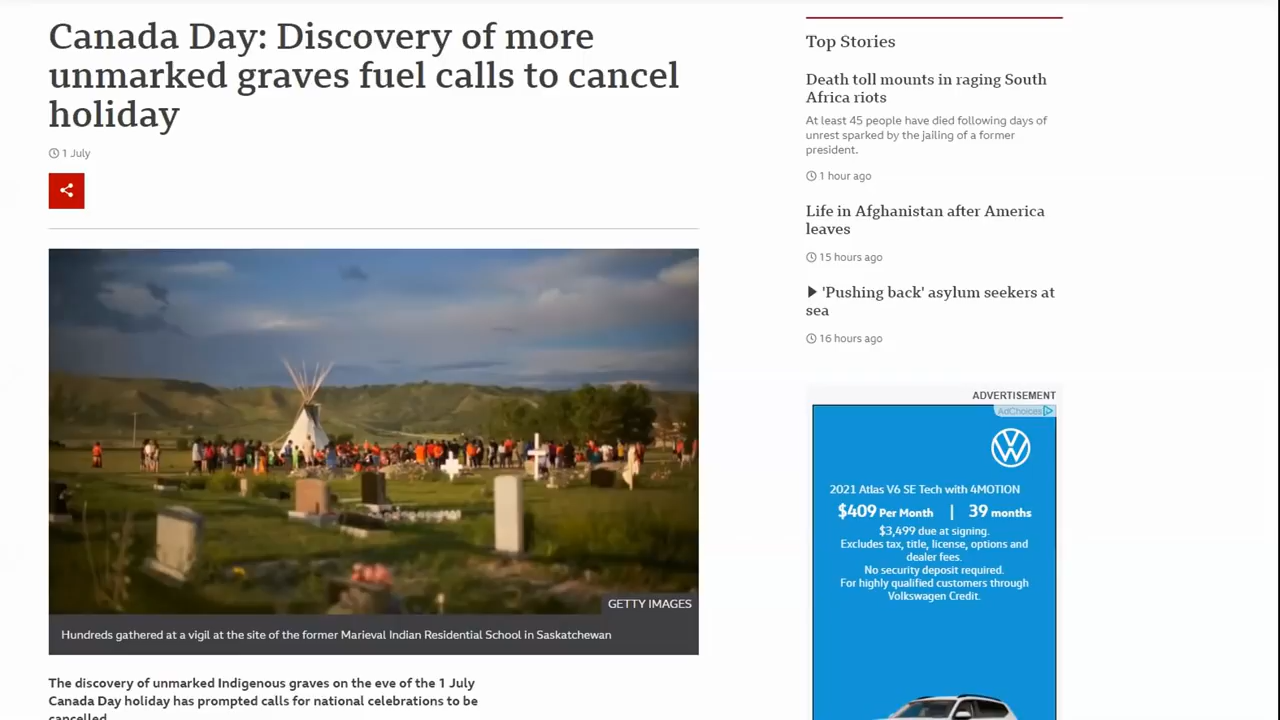 Canada Day: Discovery of more
unmarked graves fuel calls to cancel
holiday
1 July
GETTY IMAGES
Hundreds gathered at a vigil at the site of the former Marieval Indian Residential School in Saskatchewan
The discovery of unmarked Indigenous graves on the eve of the 1 July
Canada Day holiday has prompted calls for national celebrations to be
cancelled
Top Stories
Death toll mounts in raging South
Africa riots
At least 45 people have died following days of
unrest sparked by the jailing of a former
president.
1 hour ago
Life in Afghanistan after America
leaves
15 hours ago
'Pushing back' asylum seekers at
sea
16 hours ago
ADVERTISEMENT
AdChoices
2021 Atlas V6 SE Tech with 4MOTION
$409 Per Month | 39 months
$3,499 due at signing.
Excludes tax, title, license, options and
dealer fees.
No security deposit required.
For highly qualified customers through
Volkswagen Credit.